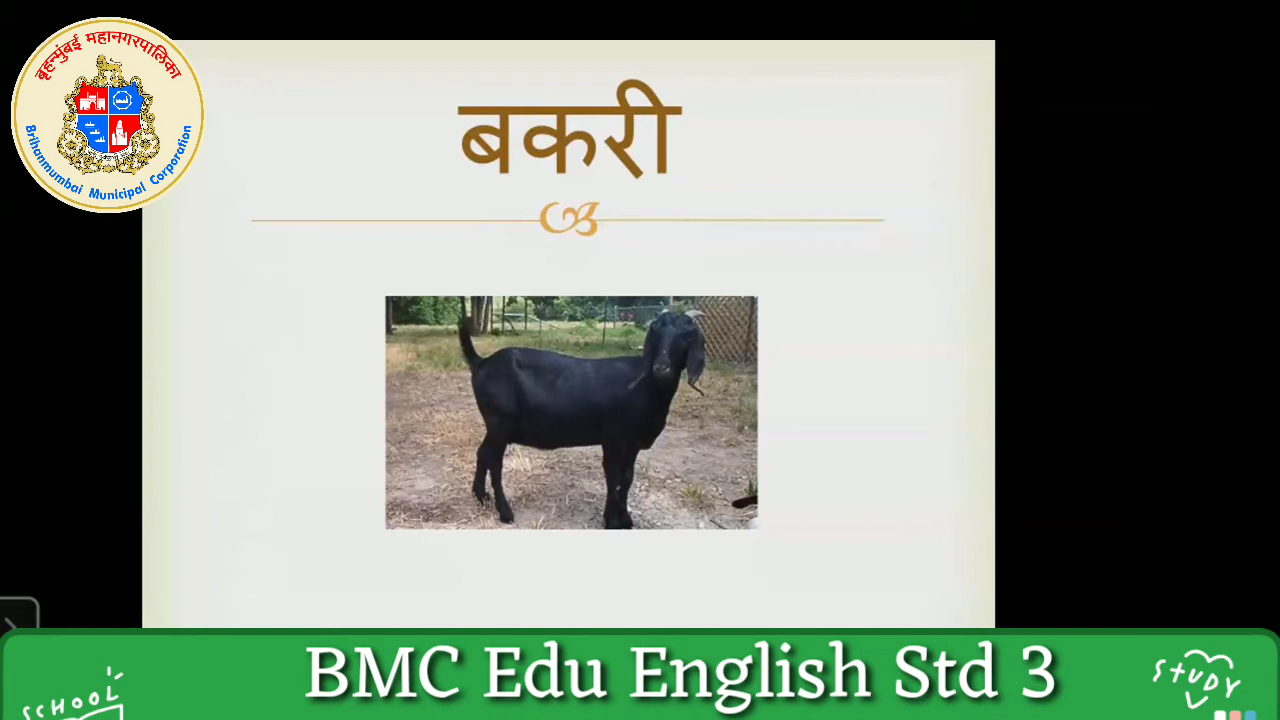 बृहन्मुंबई महानगरपालिका
Brihanmumbai Municipal Corporation
बकरी
BMC Edu English Std 3
SCHOOL
STUDY